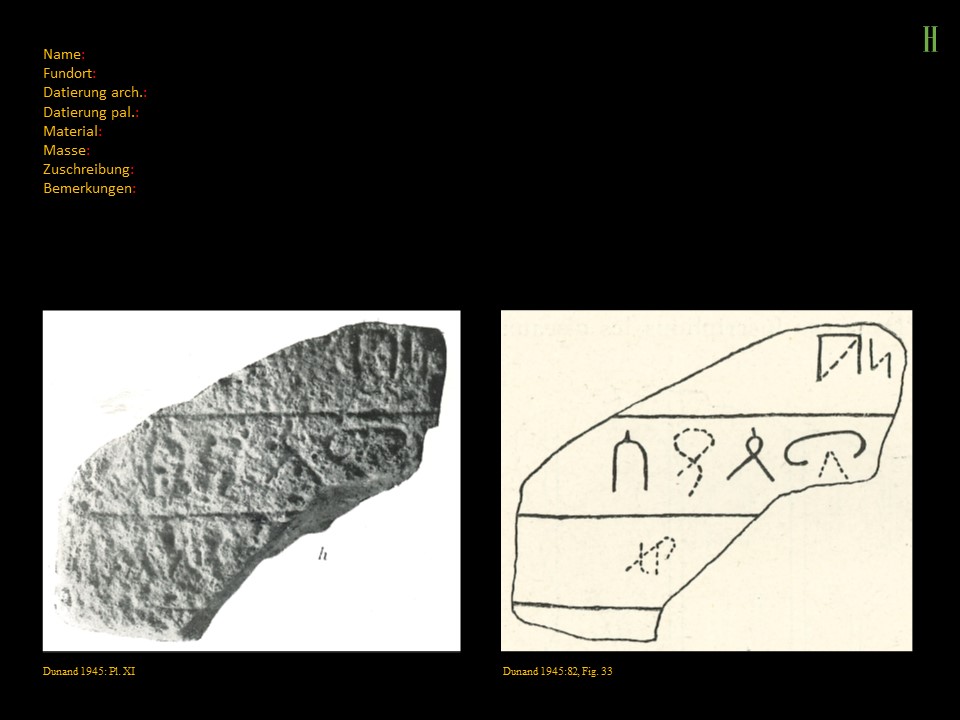 H
Name:
Fundort:
Datierung arch.:
Datierung pal.:
Material:
Masse:
Zuschreibung:
Bemerkungen:
h
Dunand 1945: Pl. XI
Dunand 1945:82, Fig. 33